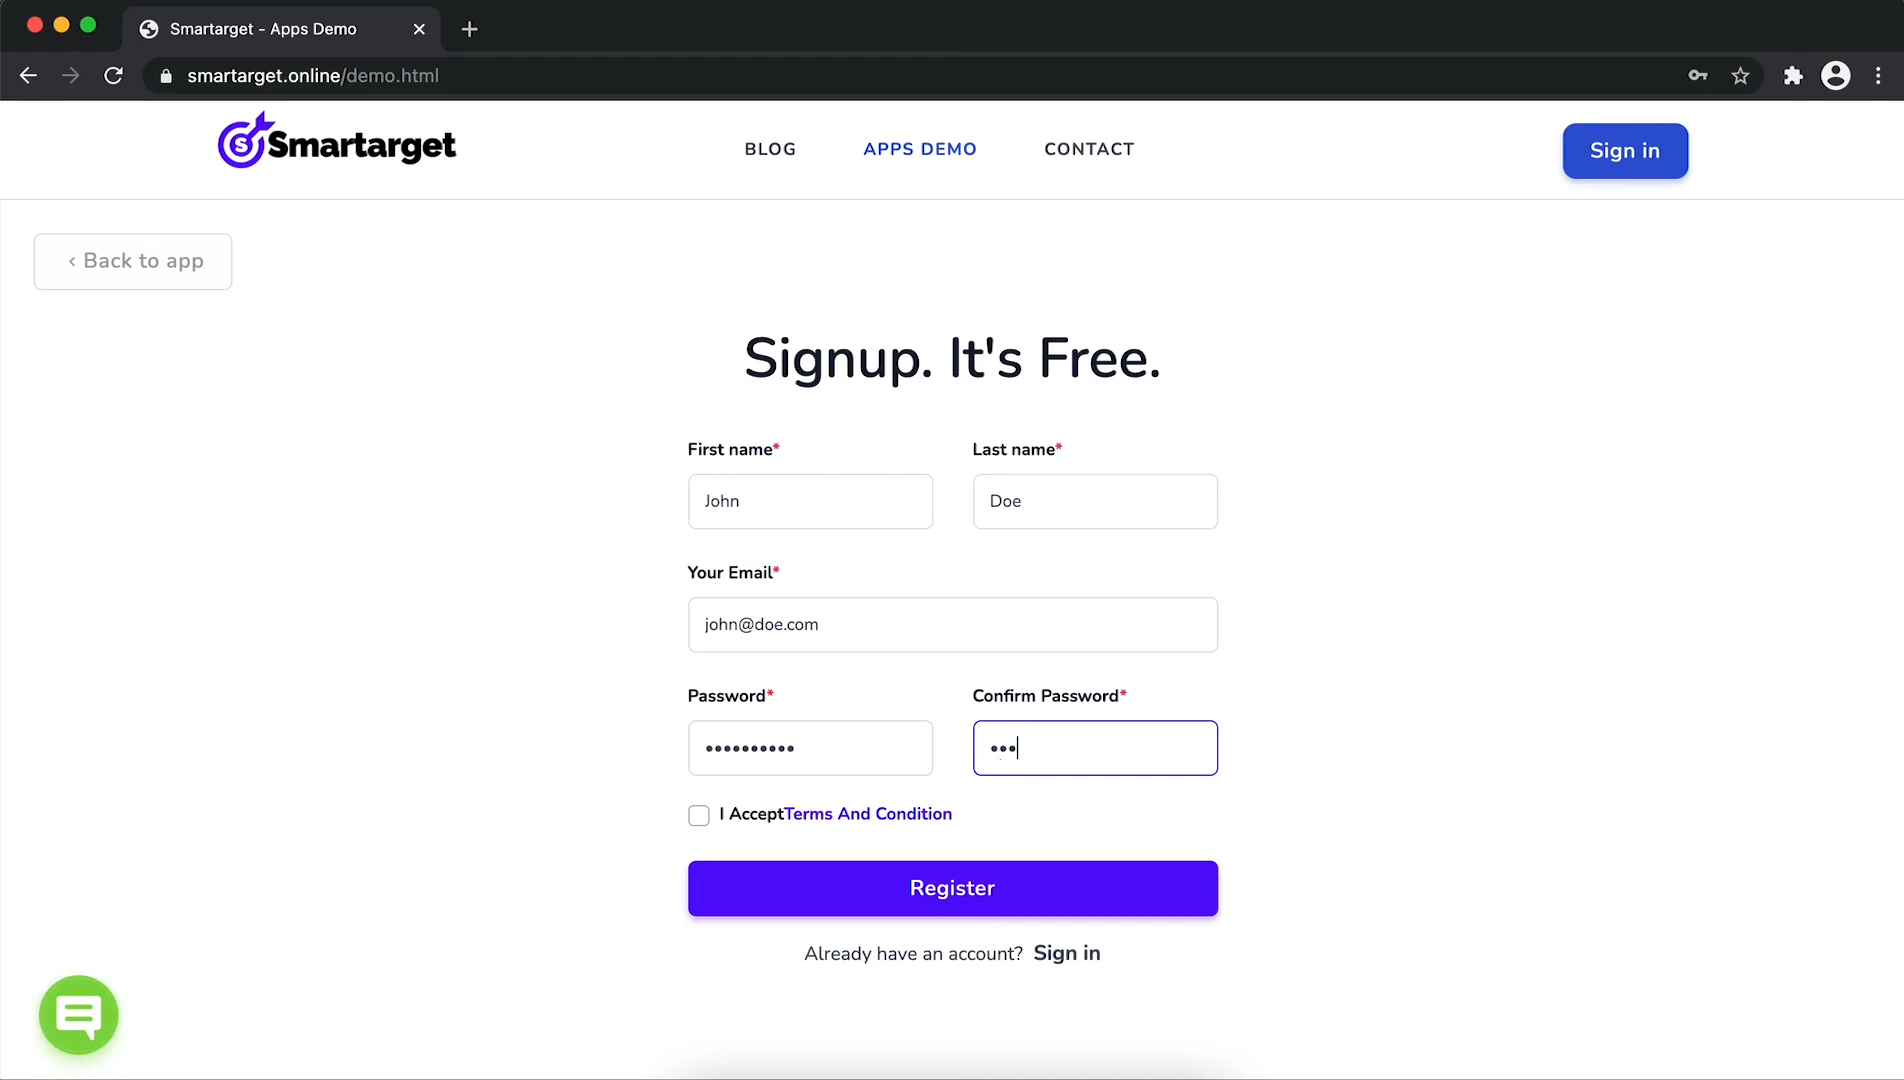 Smartarget - Apps Demo
smartarget.online/demo.html
Smartarget
BLOG
APPS DEMO
CONTACT
Sign in
‹ Back to app
Signup. It's Free.
First name*
Last name*
John
Doe
Your Email*
john@doe.com
Password*
Confirm Password*
••••••••••
•••
I AcceptTerms And Condition
Register
Already have an account? Sign in